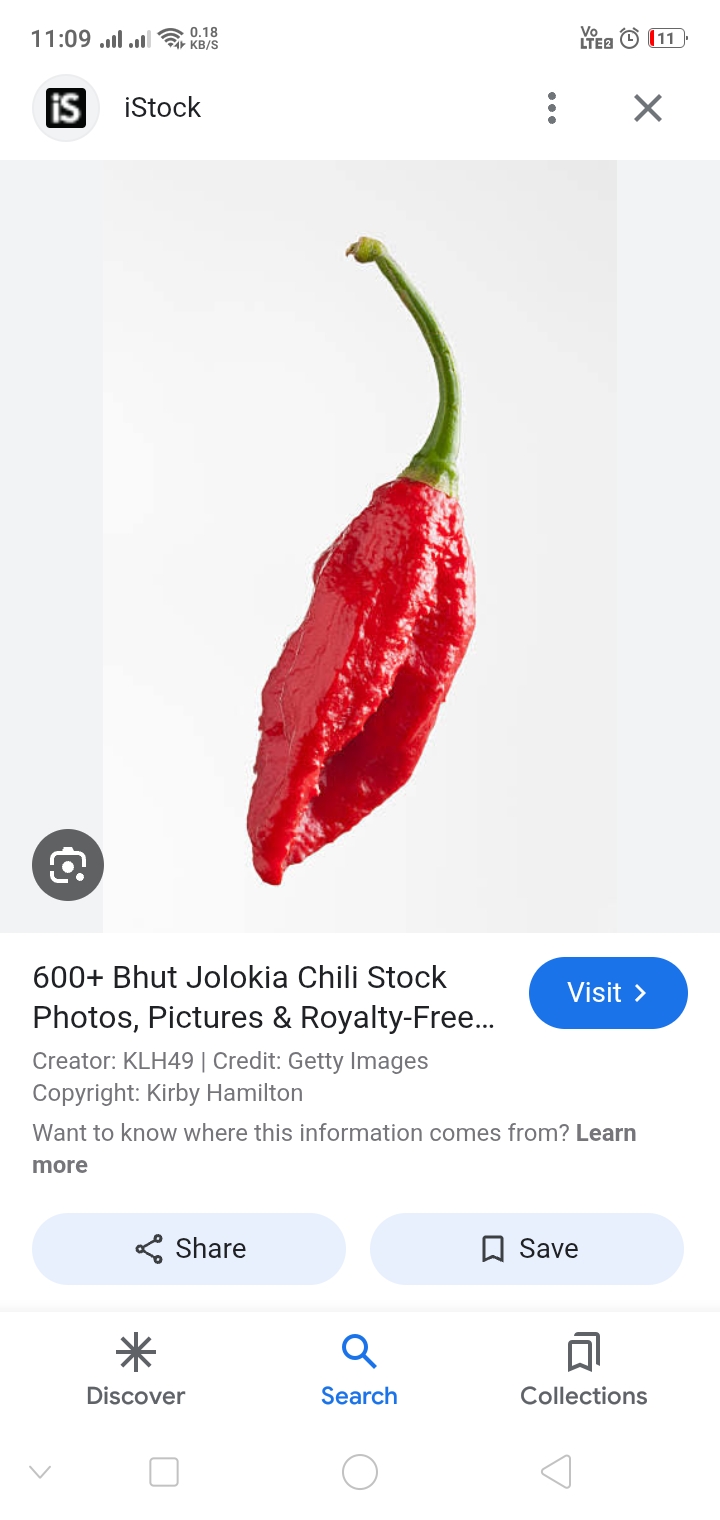 11:09
0.18
KB/S
Vo
LTE2
11
iS
iStock
600+ Bhut Jolokia Chili Stock
Photos, Pictures & Royalty-Free...
Visit
Creator: KLH49 | Credit: Getty Images
Copyright: Kirby Hamilton
Want to know where this information comes from? Learn
more
Share
Save
Discover
Search
Collections